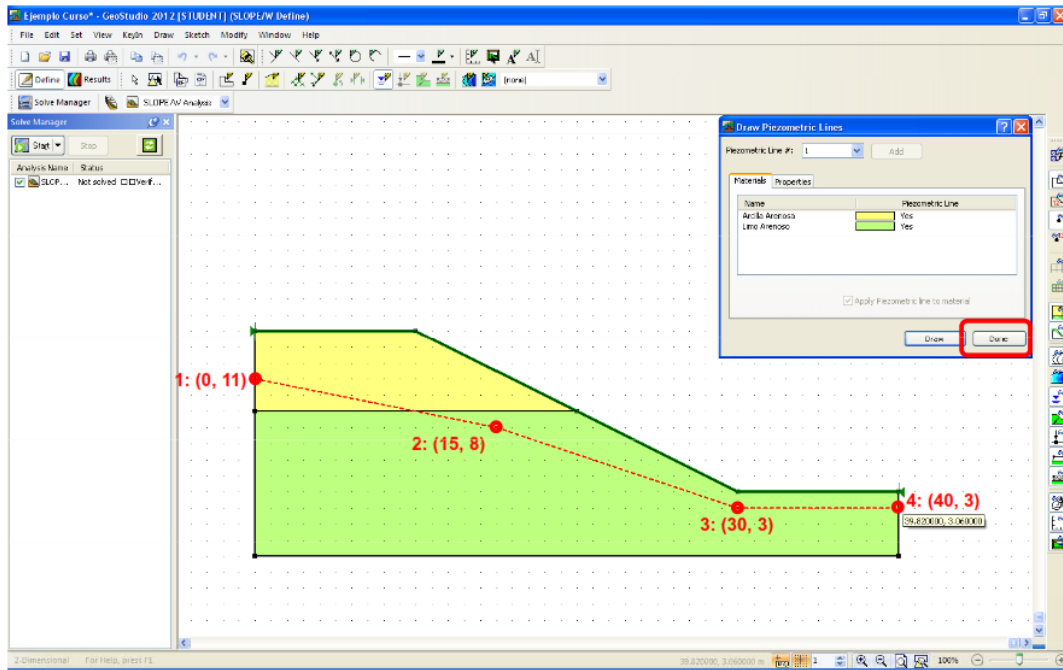 Ejemplo Curso* - GeoStudio 2012 [STUDENT] (SLOPE/W Define)
File Edit Set View KeyIn Draw Sketch Modify Window Help
Define Results (none)
Solve Manager SLOPE/W Analysis
Solve Manager
Start Stop
Analysis Name Status
SLOP... Not solved Verif...
Draw Piezometric Lines
Piezometric Line #: 1 Add
Materials Properties
Name Piezometric Line
Arcilla Arenosa Yes
Limo Arenoso Yes
Apply Piezometric line to material
Draw Done
1: (0, 11)
2: (15, 8)
3: (30, 3)
4: (40, 3)
39.820000, 3.060000
2-Dimensional For Help, press F1
39.820000, 3.060000 m 1 100%